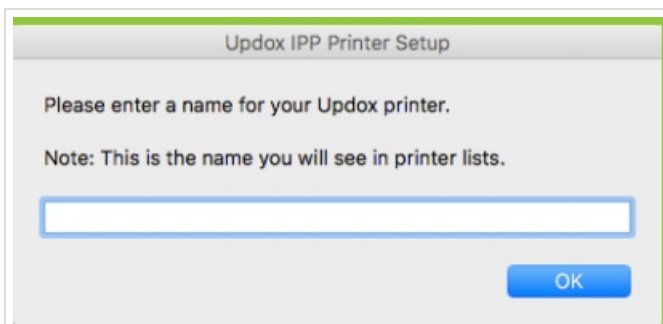 Updox IPP Printer Setup
Please enter a name for your Updox printer.
Note: This is the name you will see in printer lists.
OK